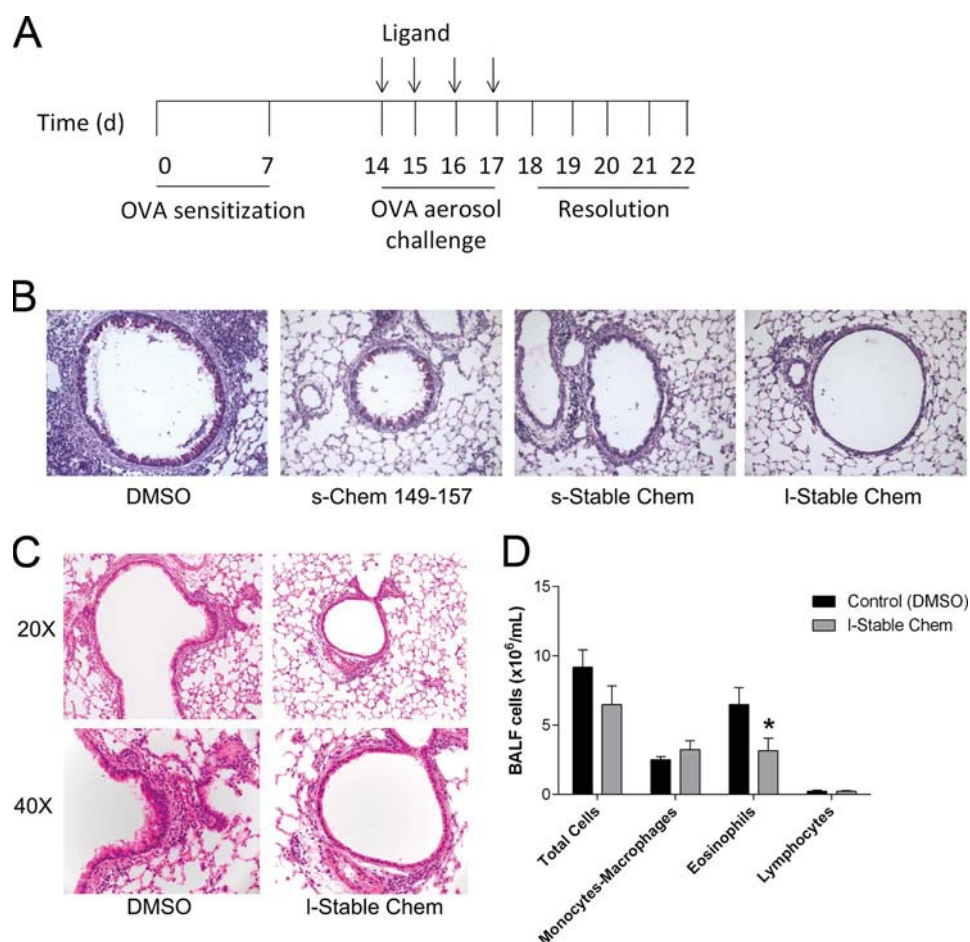 A
Ligand
Time (d)
0 7 14 15 16 17 18 19 20 21 22
OVA sensitization OVA aerosol challenge Resolution
B
DMSO s-Chem 149-157 s-Stable Chem l-Stable Chem
C
20X
40X
DMSO l-Stable Chem
D
15
10
5
0
BALF cells (x10⁶/mL)
Control (DMSO)
l-Stable Chem
*
Total Cells
Monocytes-Macrophages
Eosinophils
Lymphocytes